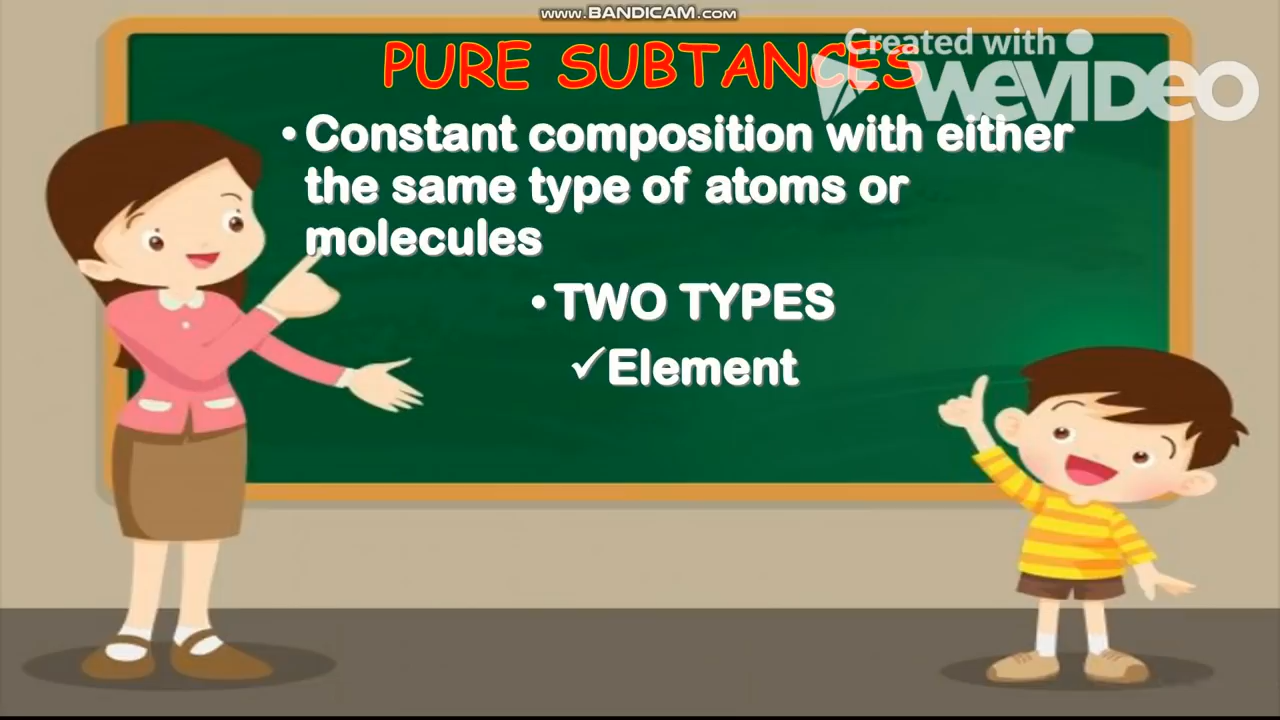 www.BANDICAM.com
Created with
WEVIDEO
PURE SUBTANCES
•Constant composition with either
the same type of atoms or
molecules
•TWO TYPES
✓Element